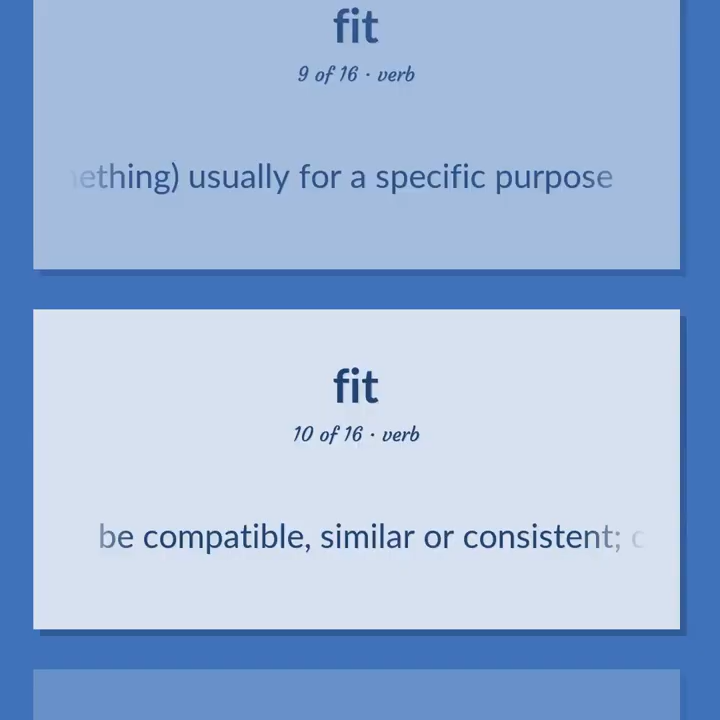 fit
9 of 16 · verb
usually for a specific purpose
fit
10 of 16 · verb
be compatible, similar or consistent;